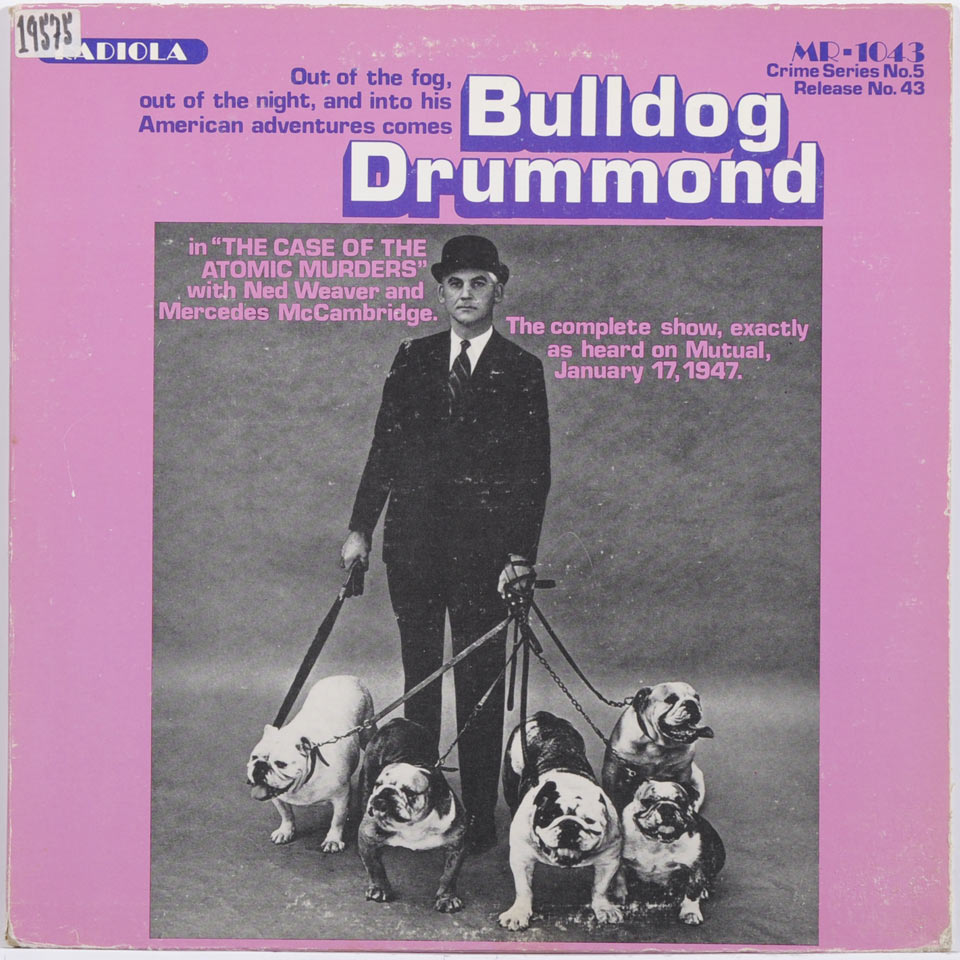 19575
RADIOLA
MR-1043
Crime Series No.5
Release No. 43
Out of the fog,
out of the night, and into his
American adventures comes
Bulldog
Drummond
in “THE CASE OF THE
ATOMIC MURDERS”
with Ned Weaver and
Mercedes McCambridge.
The complete show, exactly
as heard on Mutual,
January 17, 1947.